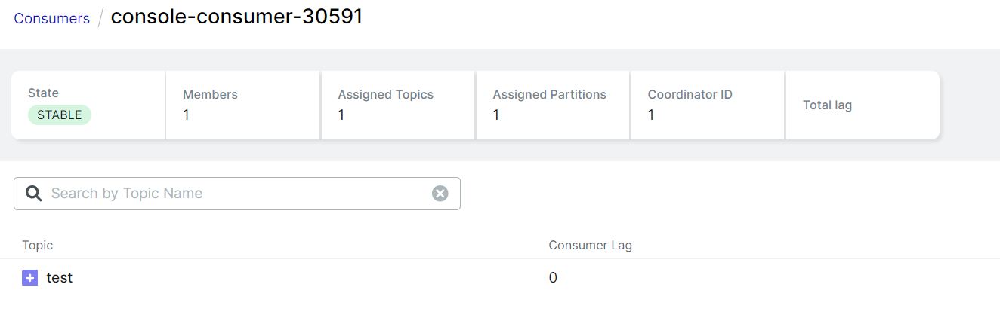 Consumers / console-consumer-30591
State
STABLE
Members
1
Assigned Topics
1
Assigned Partitions
1
Coordinator ID
1
Total lag
Search by Topic Name
Topic Consumer Lag
test 0